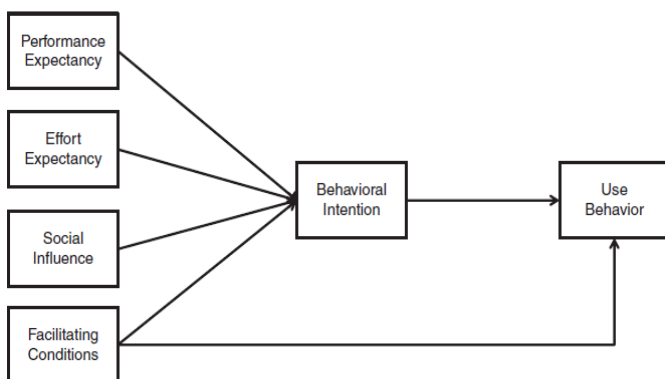 Performance
Expectancy
Effort
Expectancy
Social
Influence
Facilitating
Conditions
Behavioral
Intention
Use
Behavior